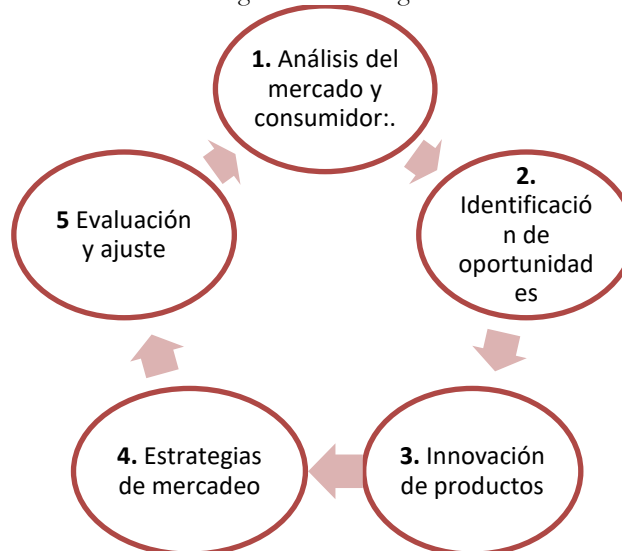 1. Análisis del
mercado y
consumidor:.
2.
Identificació
n de
oportunidad
es
3. Innovación
de productos
4. Estrategias
de mercadeo
5 Evaluación
y ajuste